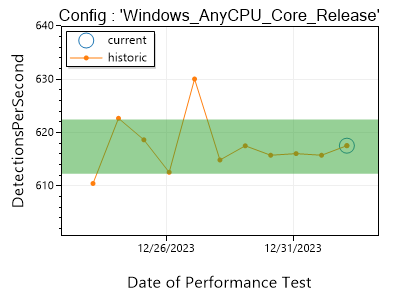 Config : 'Windows_AnyCPU_Core_Release'
current
historic
640
630
620
610
DetectionsPerSecond
12/26/2023
12/31/2023
Date of Performance Test